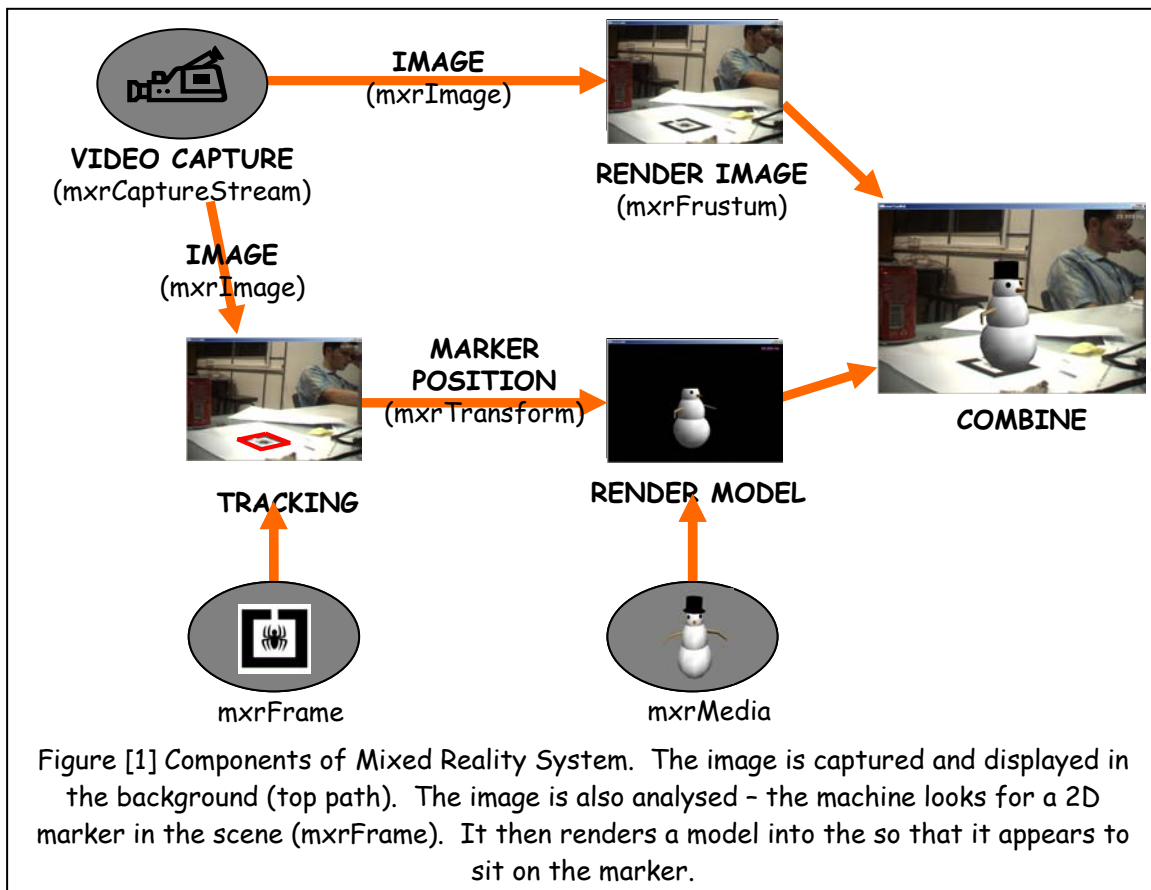 IMAGE
(mxrImage)
VIDEO CAPTURE
(mxrCaptureStream)
RENDER IMAGE
(mxrFrustum)
IMAGE
(mxrImage)
MARKER
POSITION
(mxrTransform)
COMBINE
TRACKING
RENDER MODEL
mxrFrame
mxrMedia
Figure [1] Components of Mixed Reality System. The image is captured and displayed in
the background (top path). The image is also analysed – the machine looks for a 2D
marker in the scene (mxrFrame). It then renders a model into the so that it appears to
sit on the marker.